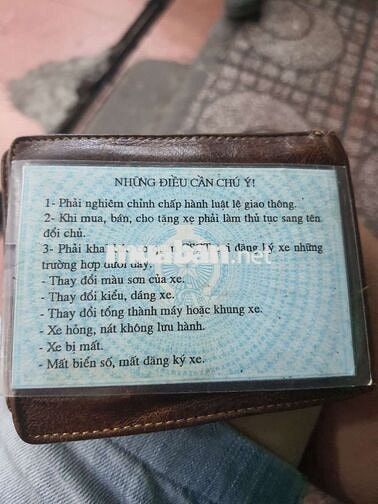 NHỮNG ĐIỀU CẦN CHÚ Ý!
1- Phải nghiêm chỉnh chấp hành luật lệ giao thông.
2- Khi mua, bán, cho tặng xe phải làm thủ tục sang tên
đổi chủ.
3- Phải khai CSGT đăng ký xe những
trường hợp dưới đây:
- Thay đổi màu sơn của xe.
- Thay đổi kiểu, dáng xe.
- Thay đổi tổng thành máy hoặc khung xe.
- Xe hỏng, nát không lưu hành.
- Xe bị mất.
- Mất biển số, mất đăng ký xe.
muaban.net